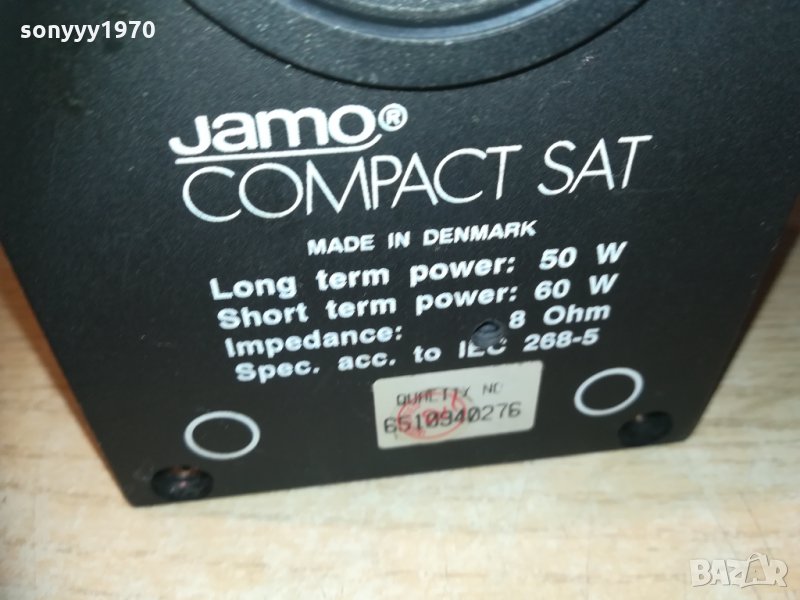 sonyyy1970
Jamo®
COMPACT SAT
MADE IN DENMARK
Long term power: 50 W
Short term power: 60 W
Impedance: 8 Ohm
Spec. acc. to IEC 268-5
QUALITY NO
6510940276
BAZAR